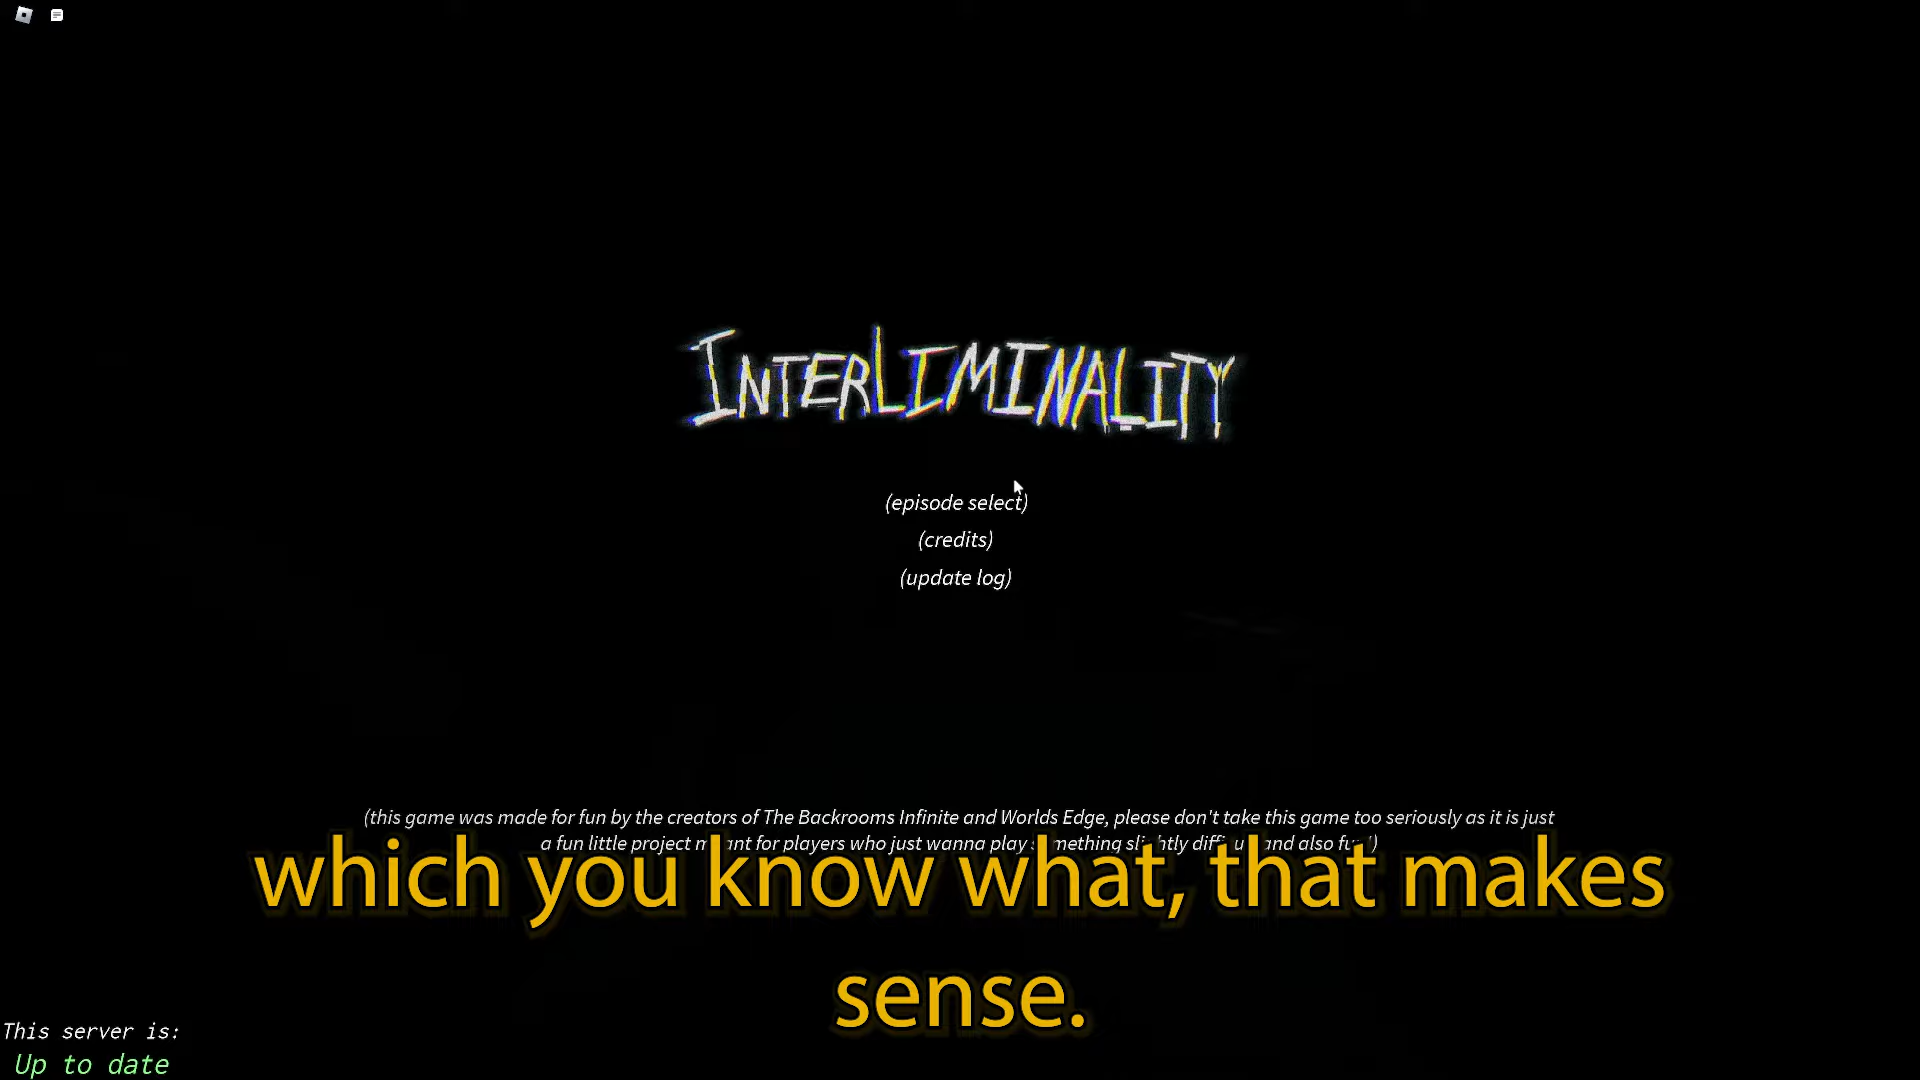 INTERLIMINALITY
(episode select)
(credits)
(update log)
(this game was made for fun by the creators of The Backrooms Infinite and Worlds Edge, please don't take this game too seriously as it is just
a fun little project for players who just wanna play and also
which you know what, that makes
sense.
This server is:
Up to date